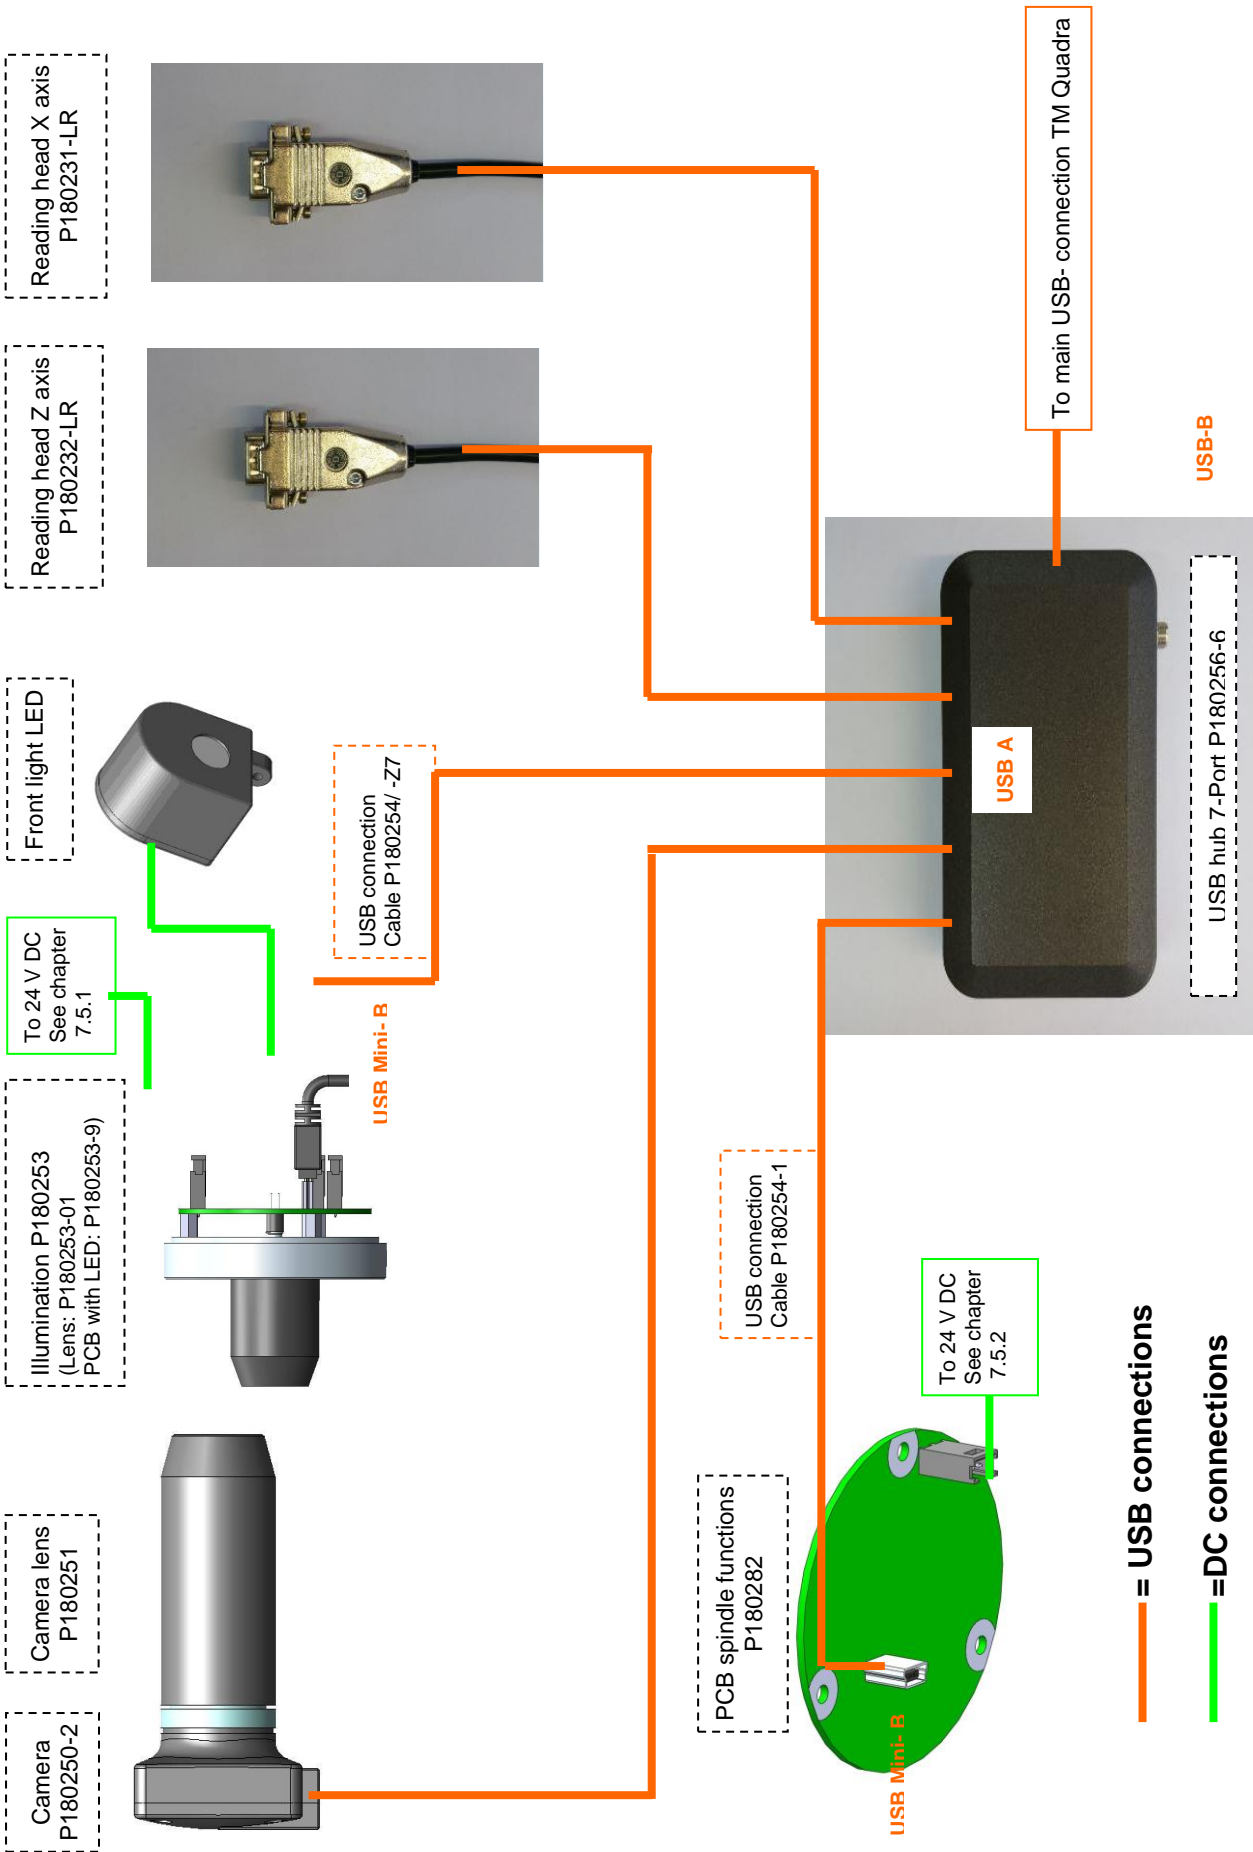 Camera
P180250-2
Camera lens
P180251
Illumination P180253
(Lens: P180253-01
PCB with LED: P180253-9)
To 24 V DC
See chapter
7.5.1
Front light LED
Reading head Z axis
P180232-LR
Reading head X axis
P180231-LR
USB Mini- B
USB connection
Cable P180254/ -Z7
PCB spindle functions
P180282
USB connection
Cable P180254-1
USB Mini- B
To 24 V DC
See chapter
7.5.2
USB A
To main USB- connection TM Quadra
USB-B
USB hub 7-Port P180256-6
= USB connections
=DC connections